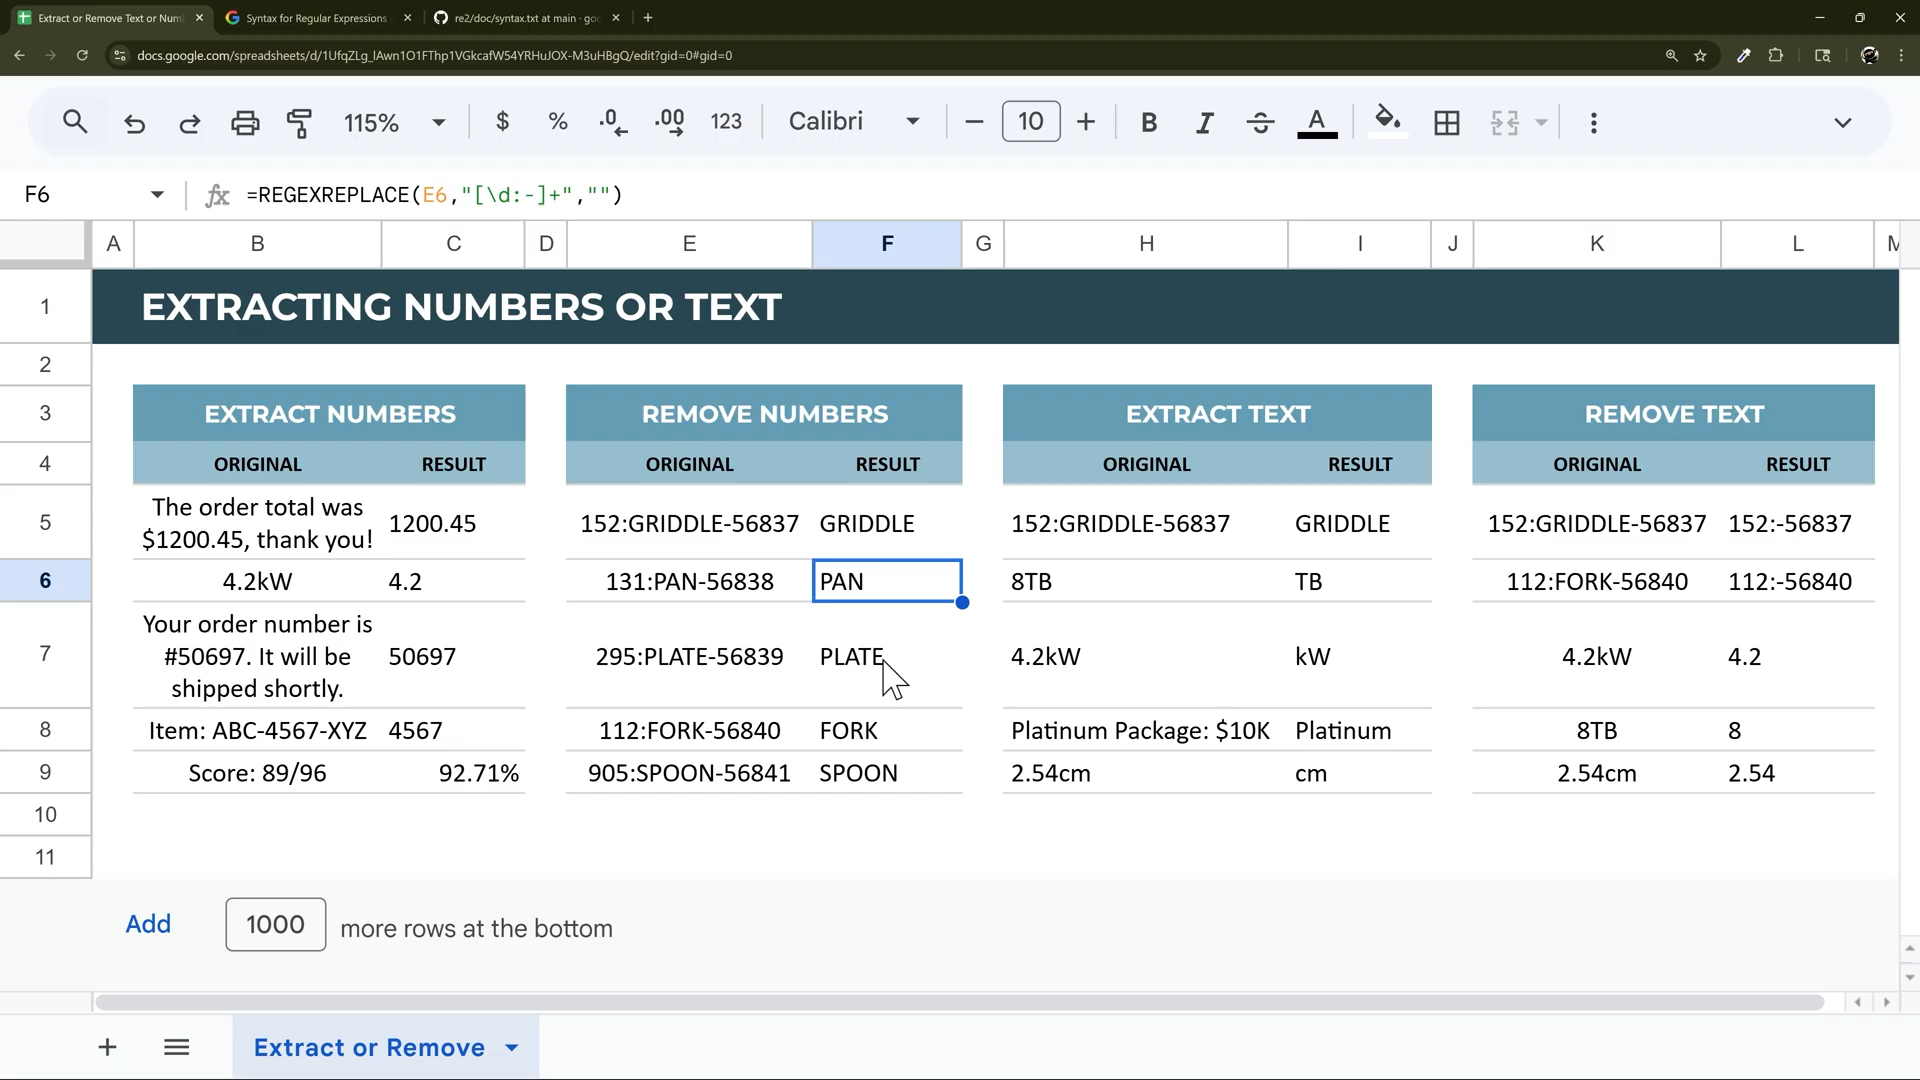 Extract or Remove Text or Num
Syntax for Regular Expressions
re2/doc/syntax.txt at main · goo
docs.google.com/spreadsheets/d/1UfqZLg_lAwn1O1FThp1VGkcafW54YRHuJOX-M3uHBgQ/edit?gid=0#gid=0
115% $ % .0 .00 123 Calibri 10 B I A
F6 fx =REGEXREPLACE(E6,"[\d:-]+","")
A B C D E F G H I J K L M
1 EXTRACTING NUMBERS OR TEXT
2
3 EXTRACT NUMBERS REMOVE NUMBERS EXTRACT TEXT REMOVE TEXT
4 ORIGINAL RESULT ORIGINAL RESULT ORIGINAL RESULT ORIGINAL RESULT
The order total was
5 $1200.45, thank you! 1200.45 152:GRIDDLE-56837 GRIDDLE 152:GRIDDLE-56837 GRIDDLE 152:GRIDDLE-56837 152:-56837
6 4.2kW 4.2 131:PAN-56838 PAN 8TB TB 112:FORK-56840 112:-56840
Your order number is
7 #50697. It will be 50697 295:PLATE-56839 PLATE 4.2kW kW 4.2kW 4.2
shipped shortly.
8 Item: ABC-4567-XYZ 4567 112:FORK-56840 FORK Platinum Package: $10K Platinum 8TB 8
9 Score: 89/96 92.71% 905:SPOON-56841 SPOON 2.54cm cm 2.54cm 2.54
10
11
Add 1000 more rows at the bottom
Extract or Remove